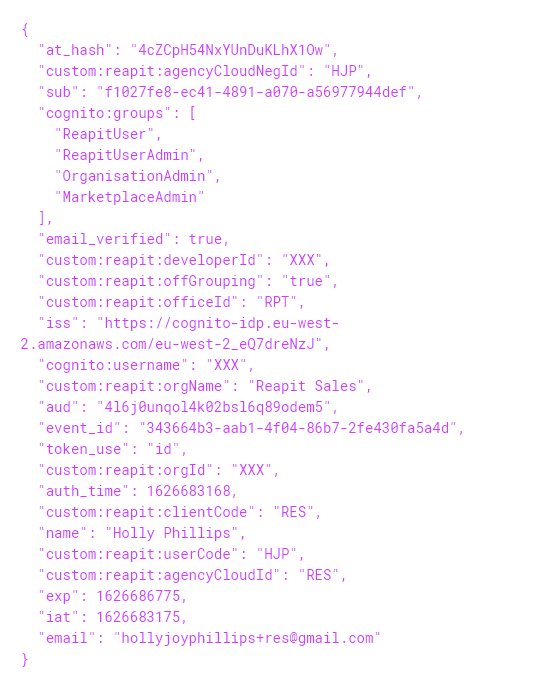 {
  "at_hash": "4cZCpH54NxYUnDuKLhX1Ow",
  "custom:reapit:agencyCloudNegId": "HJP",
  "sub": "f1027fe8-ec41-4891-a070-a56977944def",
  "cognito:groups": [
    "ReapitUser",
    "ReapitUserAdmin",
    "OrganisationAdmin",
    "MarketplaceAdmin"
  ],
  "email_verified": true,
  "custom:reapit:developerId": "XXX",
  "custom:reapit:offGrouping": "true",
  "custom:reapit:officeId": "RPT",
  "iss": "https://cognito-idp.eu-west-
2.amazonaws.com/eu-west-2_eQ7dreNzJ",
  "cognito:username": "XXX",
  "custom:reapit:orgName": "Reapit Sales",
  "aud": "4l6j0unqol4k02bsl6q89odem5",
  "event_id": "343664b3-aab1-4f04-86b7-2fe430fa5a4d",
  "token_use": "id",
  "custom:reapit:orgId": "XXX",
  "auth_time": 1626683168,
  "custom:reapit:clientCode": "RES",
  "name": "Holly Phillips",
  "custom:reapit:userCode": "HJP",
  "custom:reapit:agencyCloudId": "RES",
  "exp": 1626686775,
  "iat": 1626683175,
  "email": "hollyjoyphillips+res@gmail.com"
}